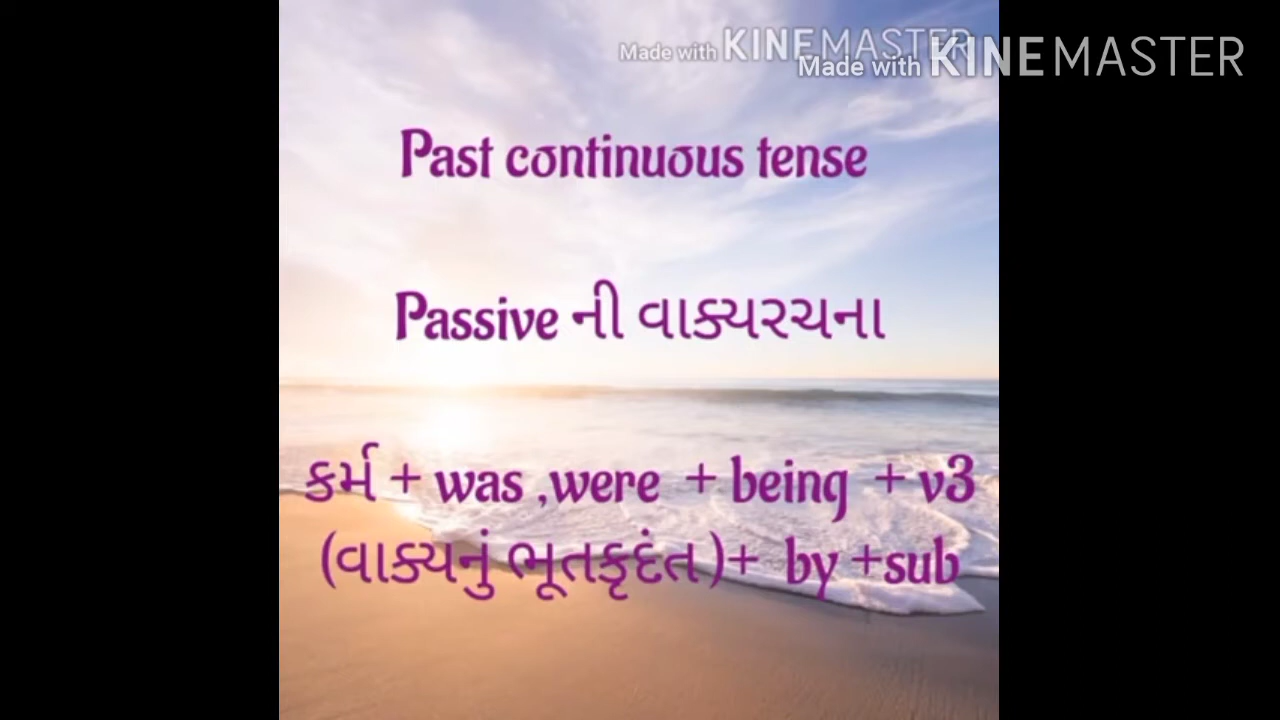 Made with KINEMASTER
Made with KINEMASTER
Past continuous tense
Passive ની વાક્યરચના
કર્મ + was ,were + being + v3
(વાક્યનું ભૂતકૃદંત)+ by +sub